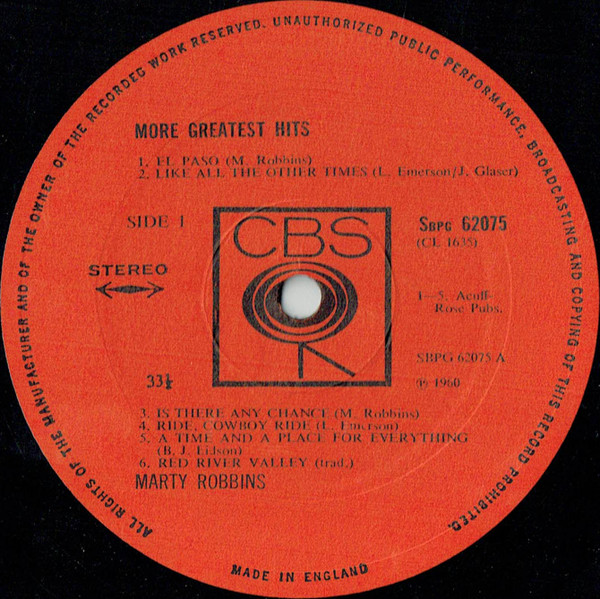 ALL RIGHTS OF THE MANUFACTURER AND OF THE OWNER OF THE RECORDED WORK RESERVED. UNAUTHORIZED PUBLIC PERFORMANCE, BROADCASTING AND COPYING OF THIS RECORD PROHIBITED.
MORE GREATEST HITS
1. EL PASO (M. Robbins)
2. LIKE ALL THE OTHER TIMES (L. Emerson/J. Glaser)
SIDE 1
CBS
SBPG 62075
(CL 1635)
STEREO
1—5. Acuff-
Rose Pubs.
SBPG 62075 A
33⅓
℗ 1960
3. IS THERE ANY CHANCE (M. Robbins)
4. RIDE, COWBOY RIDE (L. Emerson)
5. A TIME AND A PLACE FOR EVERYTHING
(B. J. Eidson)
6. RED RIVER VALLEY (trad.)
MARTY ROBBINS
MADE IN ENGLAND